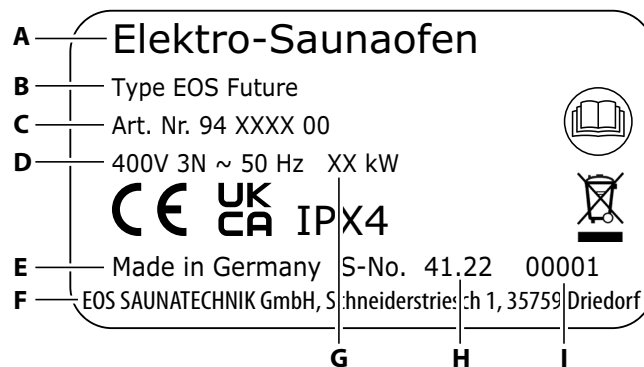 A Elektro-Saunaofen
B Type EOS Future
C Art. Nr. 94 XXXX 00
D 400V 3N ~ 50 Hz XX kW
CE UK CA IPX4
E Made in Germany S-No. 41.22 00001
F EOS SAUNATECHNIK GmbH, Schneiderstriesch 1, 35759 Driedorf
G H I